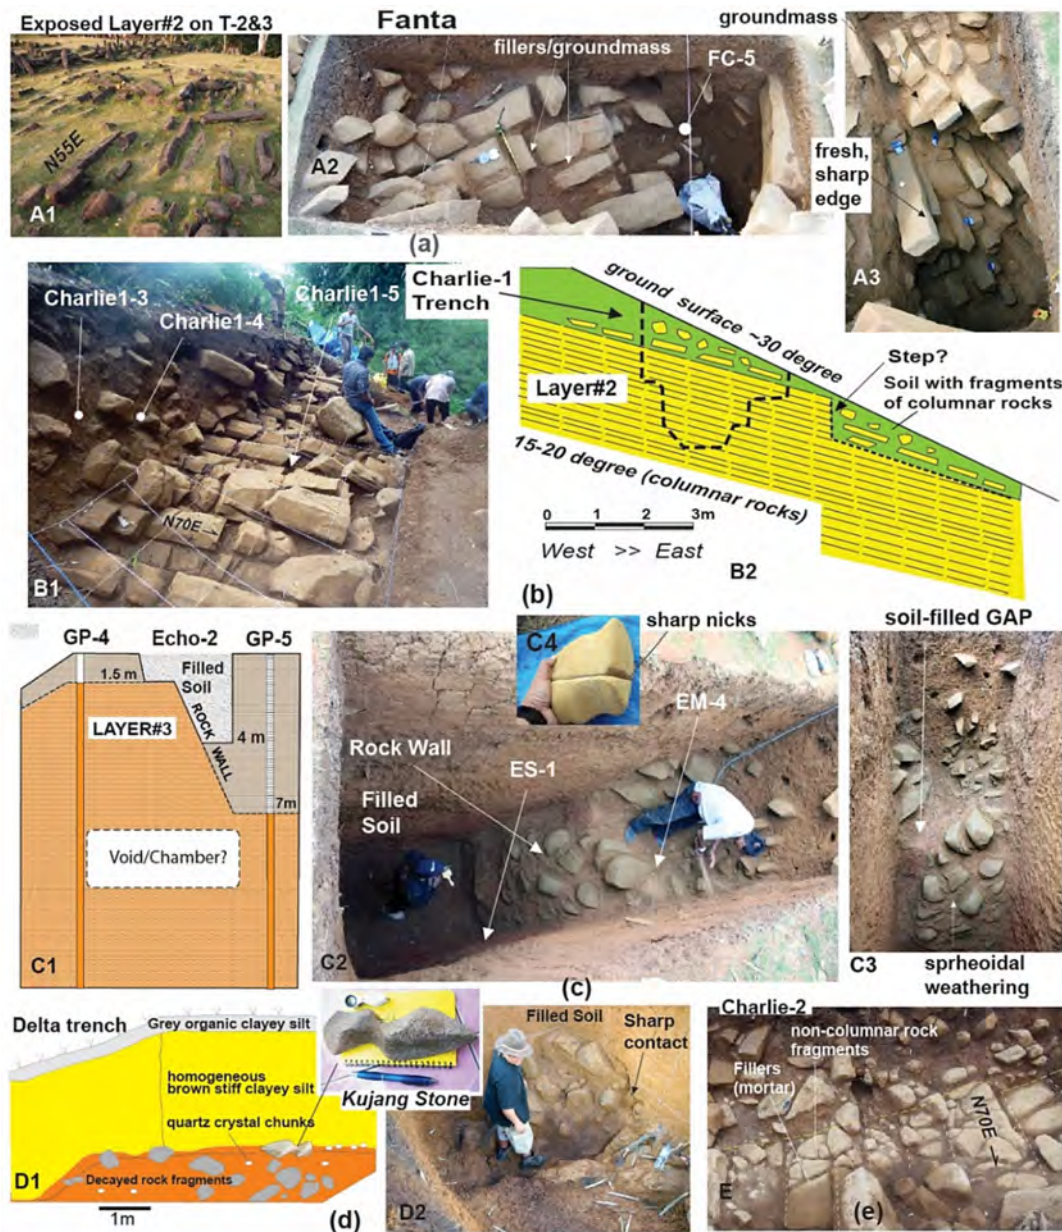 Exposed Layer#2 on T-2&3
N55E
A1
Fanta
fillers/groundmass
FC-5
A2
(a)
groundmass
fresh,
sharp
edge
A3
Charlie1-3
Charlie1-4
Charlie1-5
N70E
B1
Charlie-1
Trench
ground surface ~30 degree
Step?
Soil with fragments
of columnar rocks
Layer#2
15-20 degree (columnar rocks)
0 1 2 3m
West >> East
B2
(b)
GP-4
Echo-2
GP-5
Filled
Soil
1.5 m
ROCK
WALL
LAYER#3
4 m
7m
Void/Chamber?
C1
C4
sharp nicks
EM-4
Rock Wall
ES-1
Filled
Soil
C2
(c)
soil-filled GAP
C3
sprheoidal
weathering
Delta trench
Grey organic clayey silt
homogeneous
brown stiff clayey silt
quartz crystal chunks
Decayed rock fragments
D1
1m
Kujang Stone
(d)
Filled Soil
Sharp
contact
D2
Charlie-2
non-columnar rock
fragments
Fillers
(mortar)
N70E
E
(e)